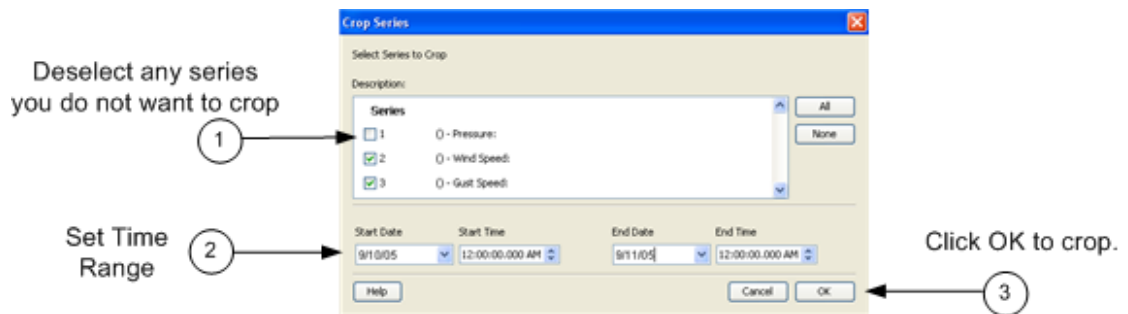 Crop Series
Select Series to Crop
Deselect any series
you do not want to crop
1
Description:
Series
1 () - Pressure:
2 () - Wind Speed:
3 () - Gust Speed:
All
None
Set Time
Range
2
Start Date Start Time End Date End Time
9/10/05 12:00:00.000 AM 9/11/05 12:00:00.000 AM
Help Cancel OK
Click OK to crop.
3